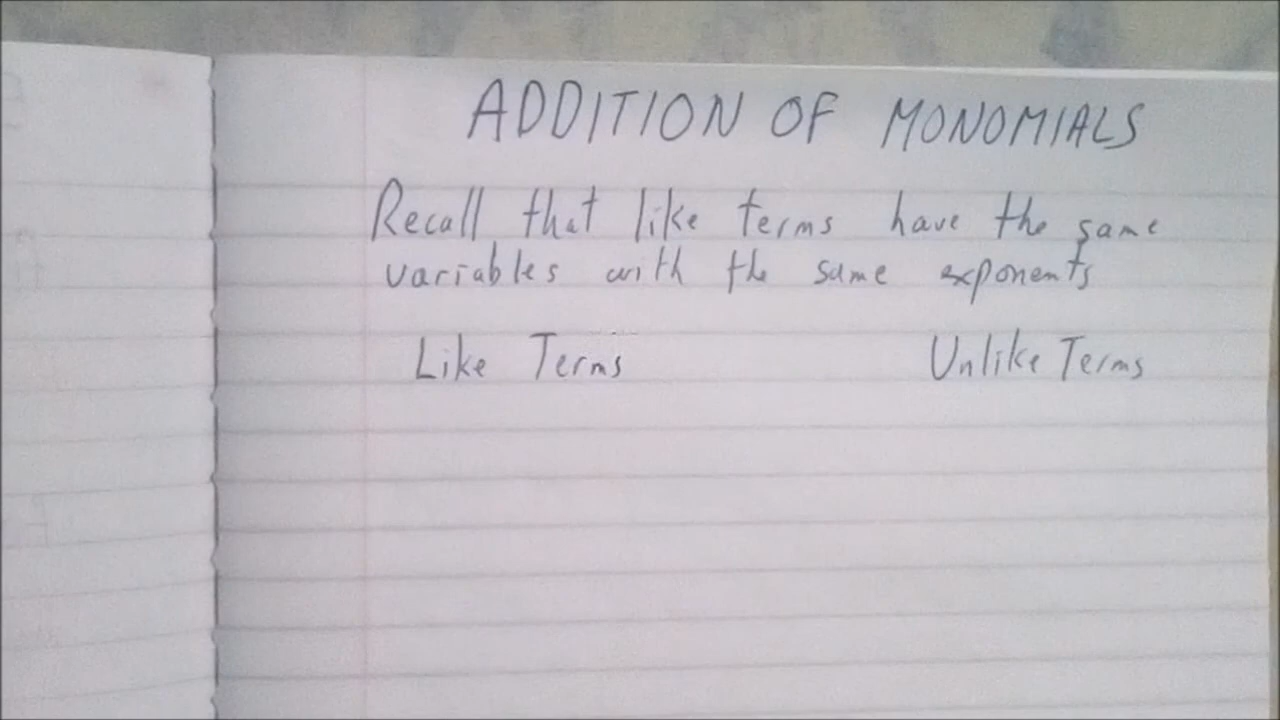 ADDITION OF MONOMIALS
Recall that like terms have the same
variables with the same exponents
Like Terms Unlike Terms